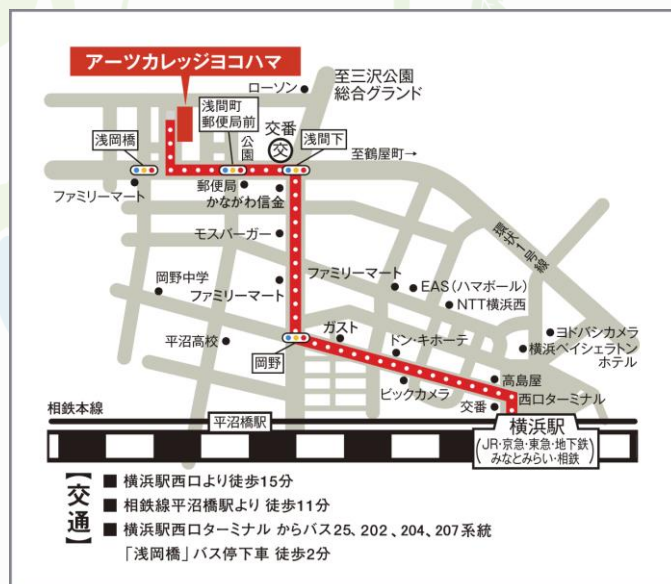 アーツカレッジヨコハマ
ローソン
至三沢公園
総合グランド
浅間町
郵便局前
公園
交番
交
浅間下
浅岡橋
至鶴屋町→
ファミリーマート
郵便局
かながわ信金
環状1号線
モスバーガー
岡野中学
ファミリーマート
ファミリーマート
EAS(ハマボール)
NTT横浜西
平沼高校
ガスト
ドン・キホーテ
ヨドバシカメラ
横浜ベイシェラトン
ホテル
岡野
ビックカメラ
高島屋
西口ターミナル
交番
相鉄本線
平沼橋駅
横浜駅
(JR・京急・東急・地下鉄
みなとみらい・相鉄)
【交通】
■ 横浜駅西口より徒歩15分
■ 相鉄線平沼橋駅より 徒歩11分
■ 横浜駅西口ターミナル からバス25、202 、204、207系統
「浅岡橋」バス停下車 徒歩2分